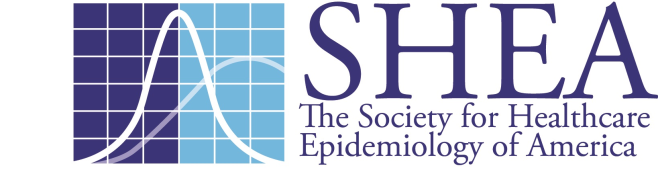 SHEA
The Society for Healthcare
Epidemiology of America